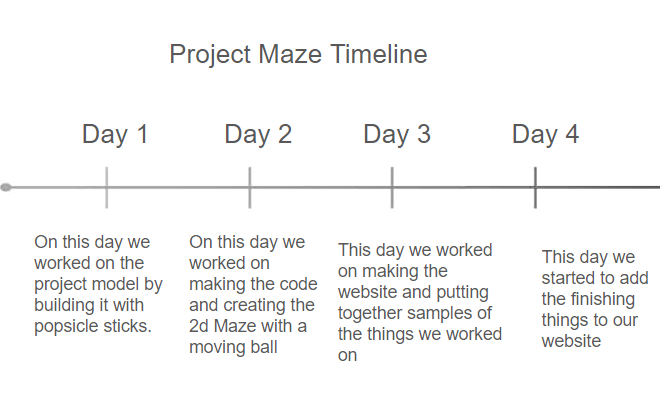 Project Maze Timeline
Day 1
Day 2
Day 3
Day 4
On this day we
worked on the
project model by
building it with
popsicle sticks.
On this day we
worked on
making the code
and creating the
2d Maze with a
moving ball
This day we worked
on making the
website and putting
together samples of
the things we worked
on
This day we
started to add
the finishing
things to our
website